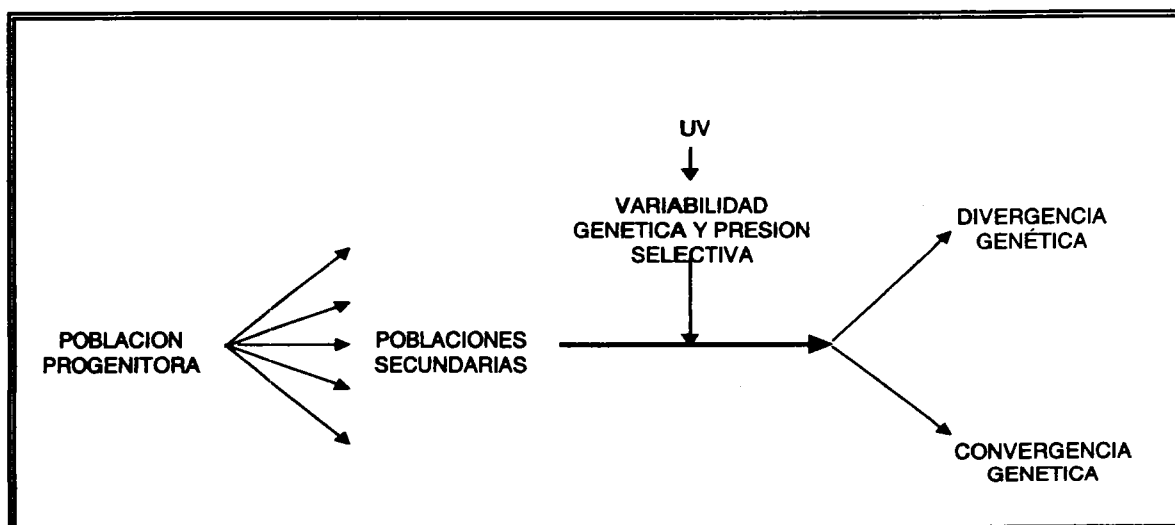 UV
VARIABILIDAD
GENETICA Y PRESION
SELECTIVA
DIVERGENCIA
GENÉTICA
POBLACION
PROGENITORA
POBLACIONES
SECUNDARIAS
CONVERGENCIA
GENETICA